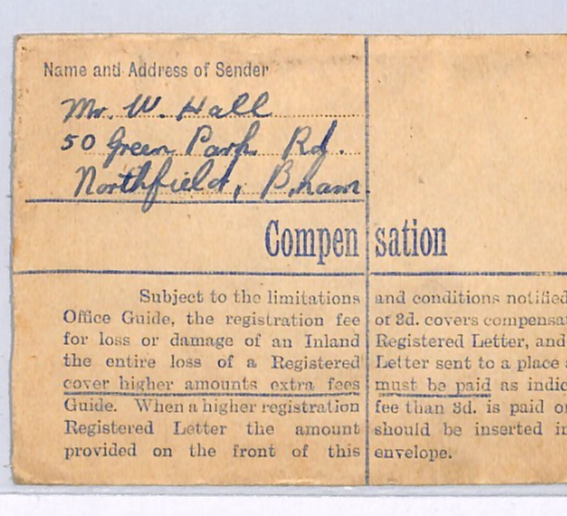 Name and Address of Sender
Mr. W. Hall
50 Green Park Rd.
Northfield, B,ham.
Compensation
Subject to the limitations and conditions notified
Office Guide, the registration fee of 3d. covers compensat
for loss or damage of an Inland Registered Letter, and
the entire loss of a Registered Letter sent to a place
cover higher amounts extra fees must be paid as indic
Guide. When a higher registration fee than 3d. is paid or
Registered Letter the amount should be inserted in
provided on the front of this envelope.